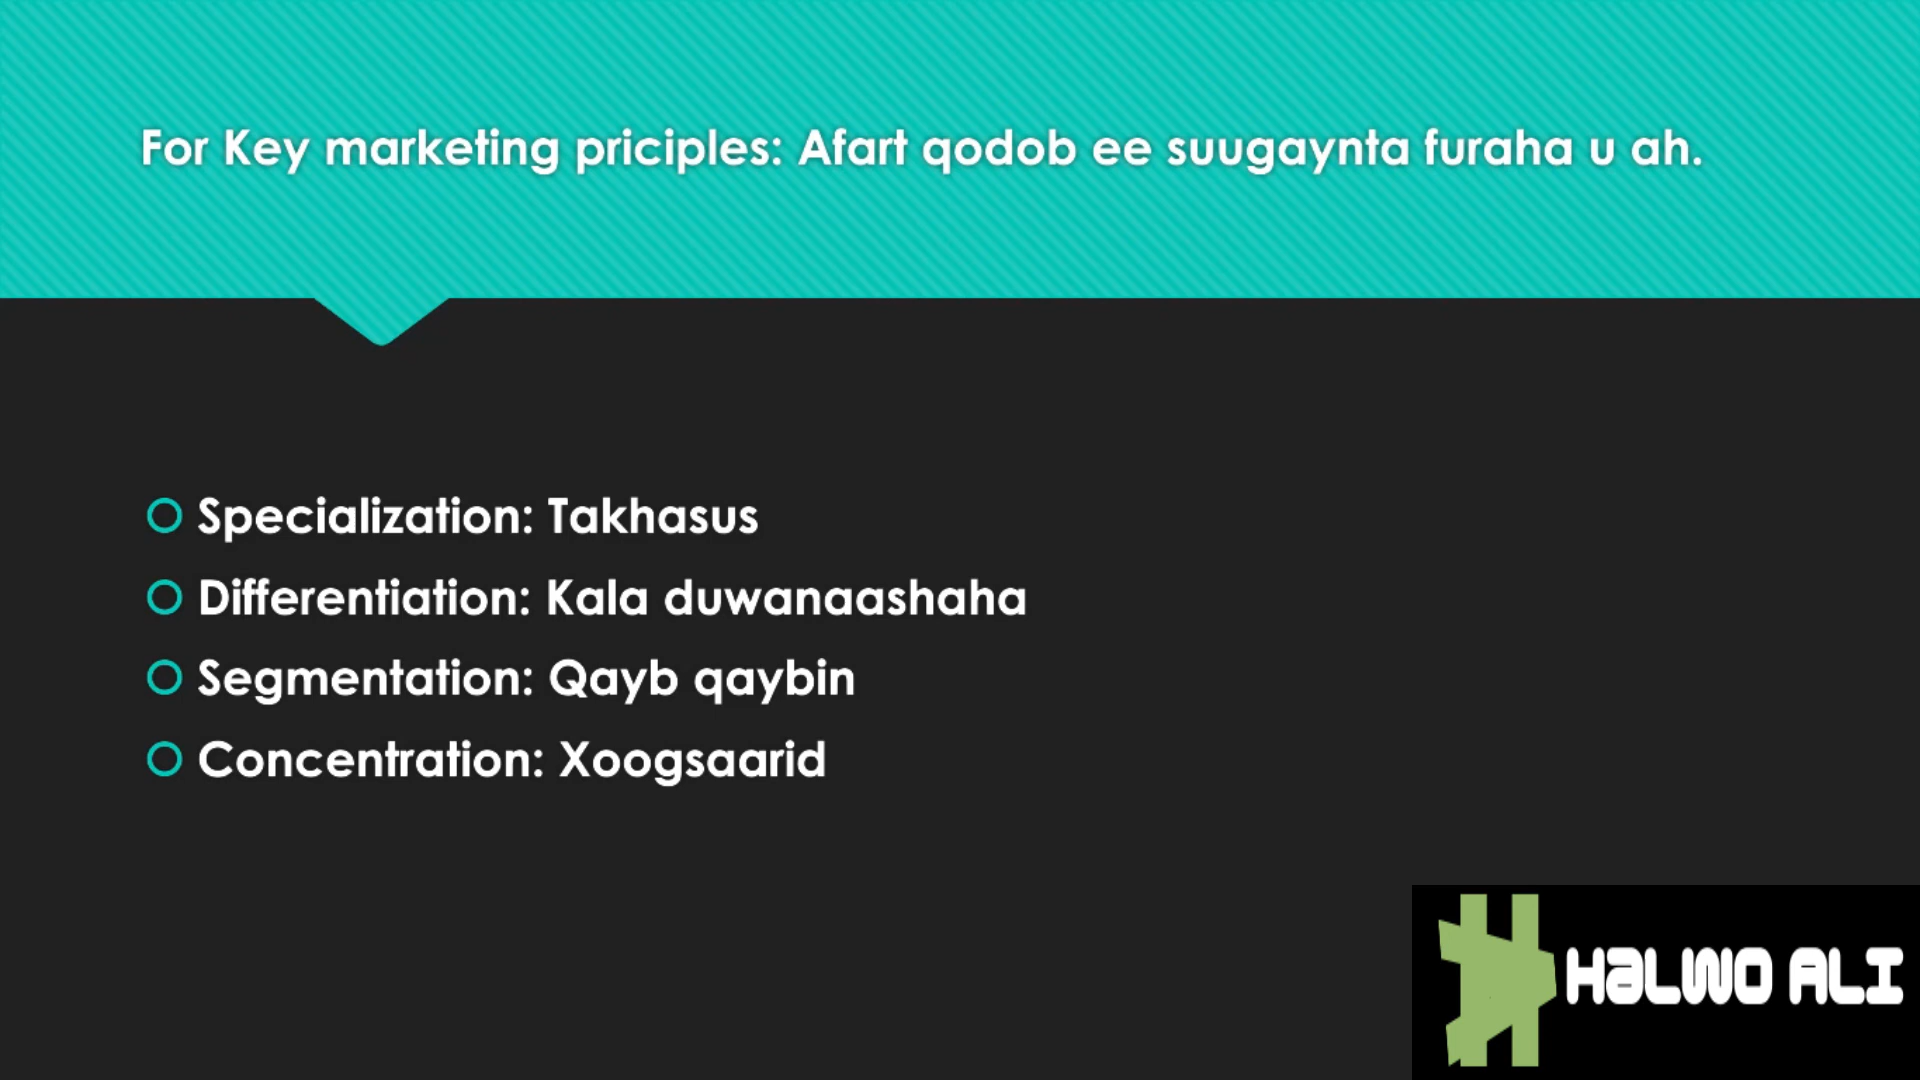 For Key marketing priciples: Afart qodob ee suugaynta furaha u ah.
Specialization: Takhasus
Differentiation: Kala duwanaashaha
Segmentation: Qayb qaybin
Concentration: Xoogsaarid
HALWO ALI